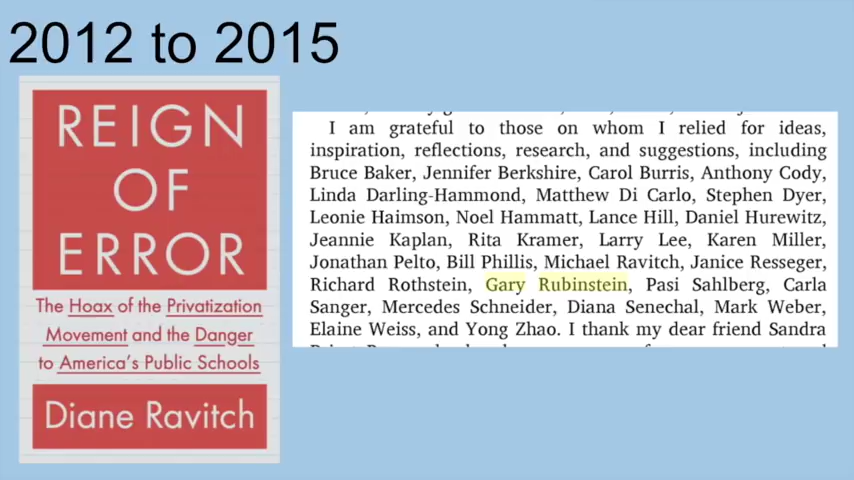 2012 to 2015
REIGN
OF
ERROR
The Hoax of the Privatization
Movement and the Danger
to America's Public Schools
Diane Ravitch
I am grateful to those on whom I relied for ideas,
inspiration, reflections, research, and suggestions, including
Bruce Baker, Jennifer Berkshire, Carol Burris, Anthony Cody,
Linda Darling-Hammond, Matthew Di Carlo, Stephen Dyer,
Leonie Haimson, Noel Hammatt, Lance Hill, Daniel Hurewitz,
Jeannie Kaplan, Rita Kramer, Larry Lee, Karen Miller,
Jonathan Pelto, Bill Phillis, Michael Ravitch, Janice Resseger,
Richard Rothstein, Gary Rubinstein, Pasi Sahlberg, Carla
Sanger, Mercedes Schneider, Diana Senechal, Mark Weber,
Elaine Weiss, and Yong Zhao. I thank my dear friend Sandra